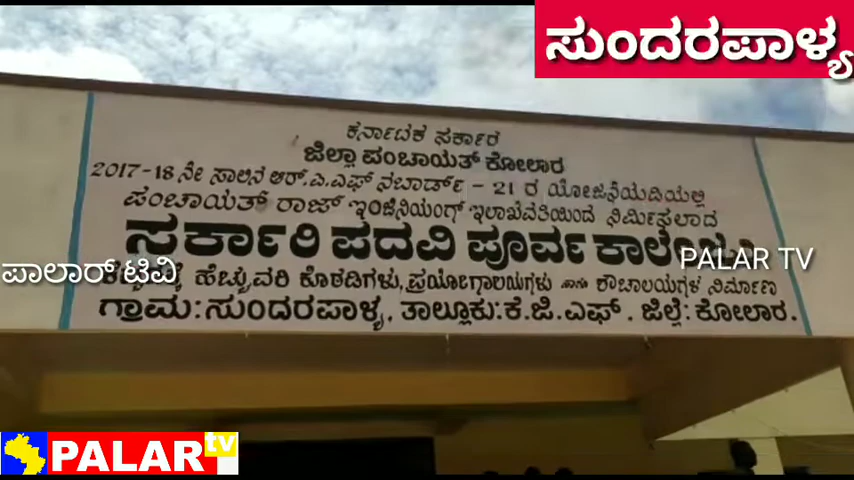 ಸುಂದರಪಾಳ್ಯ
ಕರ್ನಾಟಕ ಸರ್ಕಾರ
ಜಿಲ್ಲಾ ಪಂಚಾಯತ್ ಕೋಲಾರ
2017-18 ನೇ ಸಾಲಿನ ಆರ್.ಐ.ಎಫ್ ನಬಾರ್ಡ್ - 21 ರ ಯೋಜನೆಯಡಿಯಲ್ಲಿ
ಪಂಚಾಯತ್ ರಾಜ್ ಇಂಜಿನಿಯರಿಂಗ್ ಇಲಾಖೆವತಿಯಿಂದ ನಿರ್ಮಿಸಲಾದ
ಸರ್ಕಾರಿ ಪದವಿ ಪೂರ್ವ ಕಾಲೇಜು
PALAR TV
ಪಾಲಾರ್ ಟಿವಿ
ಹೆಚ್ಚುವರಿ ಕೊಠಡಿಗಳು, ಪ್ರಯೋಗಾಲಯಗಳು ಹಾಗೂ ಶೌಚಾಲಯಗಳ ನಿರ್ಮಾಣ
ಗ್ರಾಮ: ಸುಂದರಪಾಳ್ಯ, ತಾಲ್ಲೂಕು: ಕೆ.ಜಿ.ಎಫ್. ಜಿಲ್ಲೆ: ಕೋಲಾರ.
PALAR tv